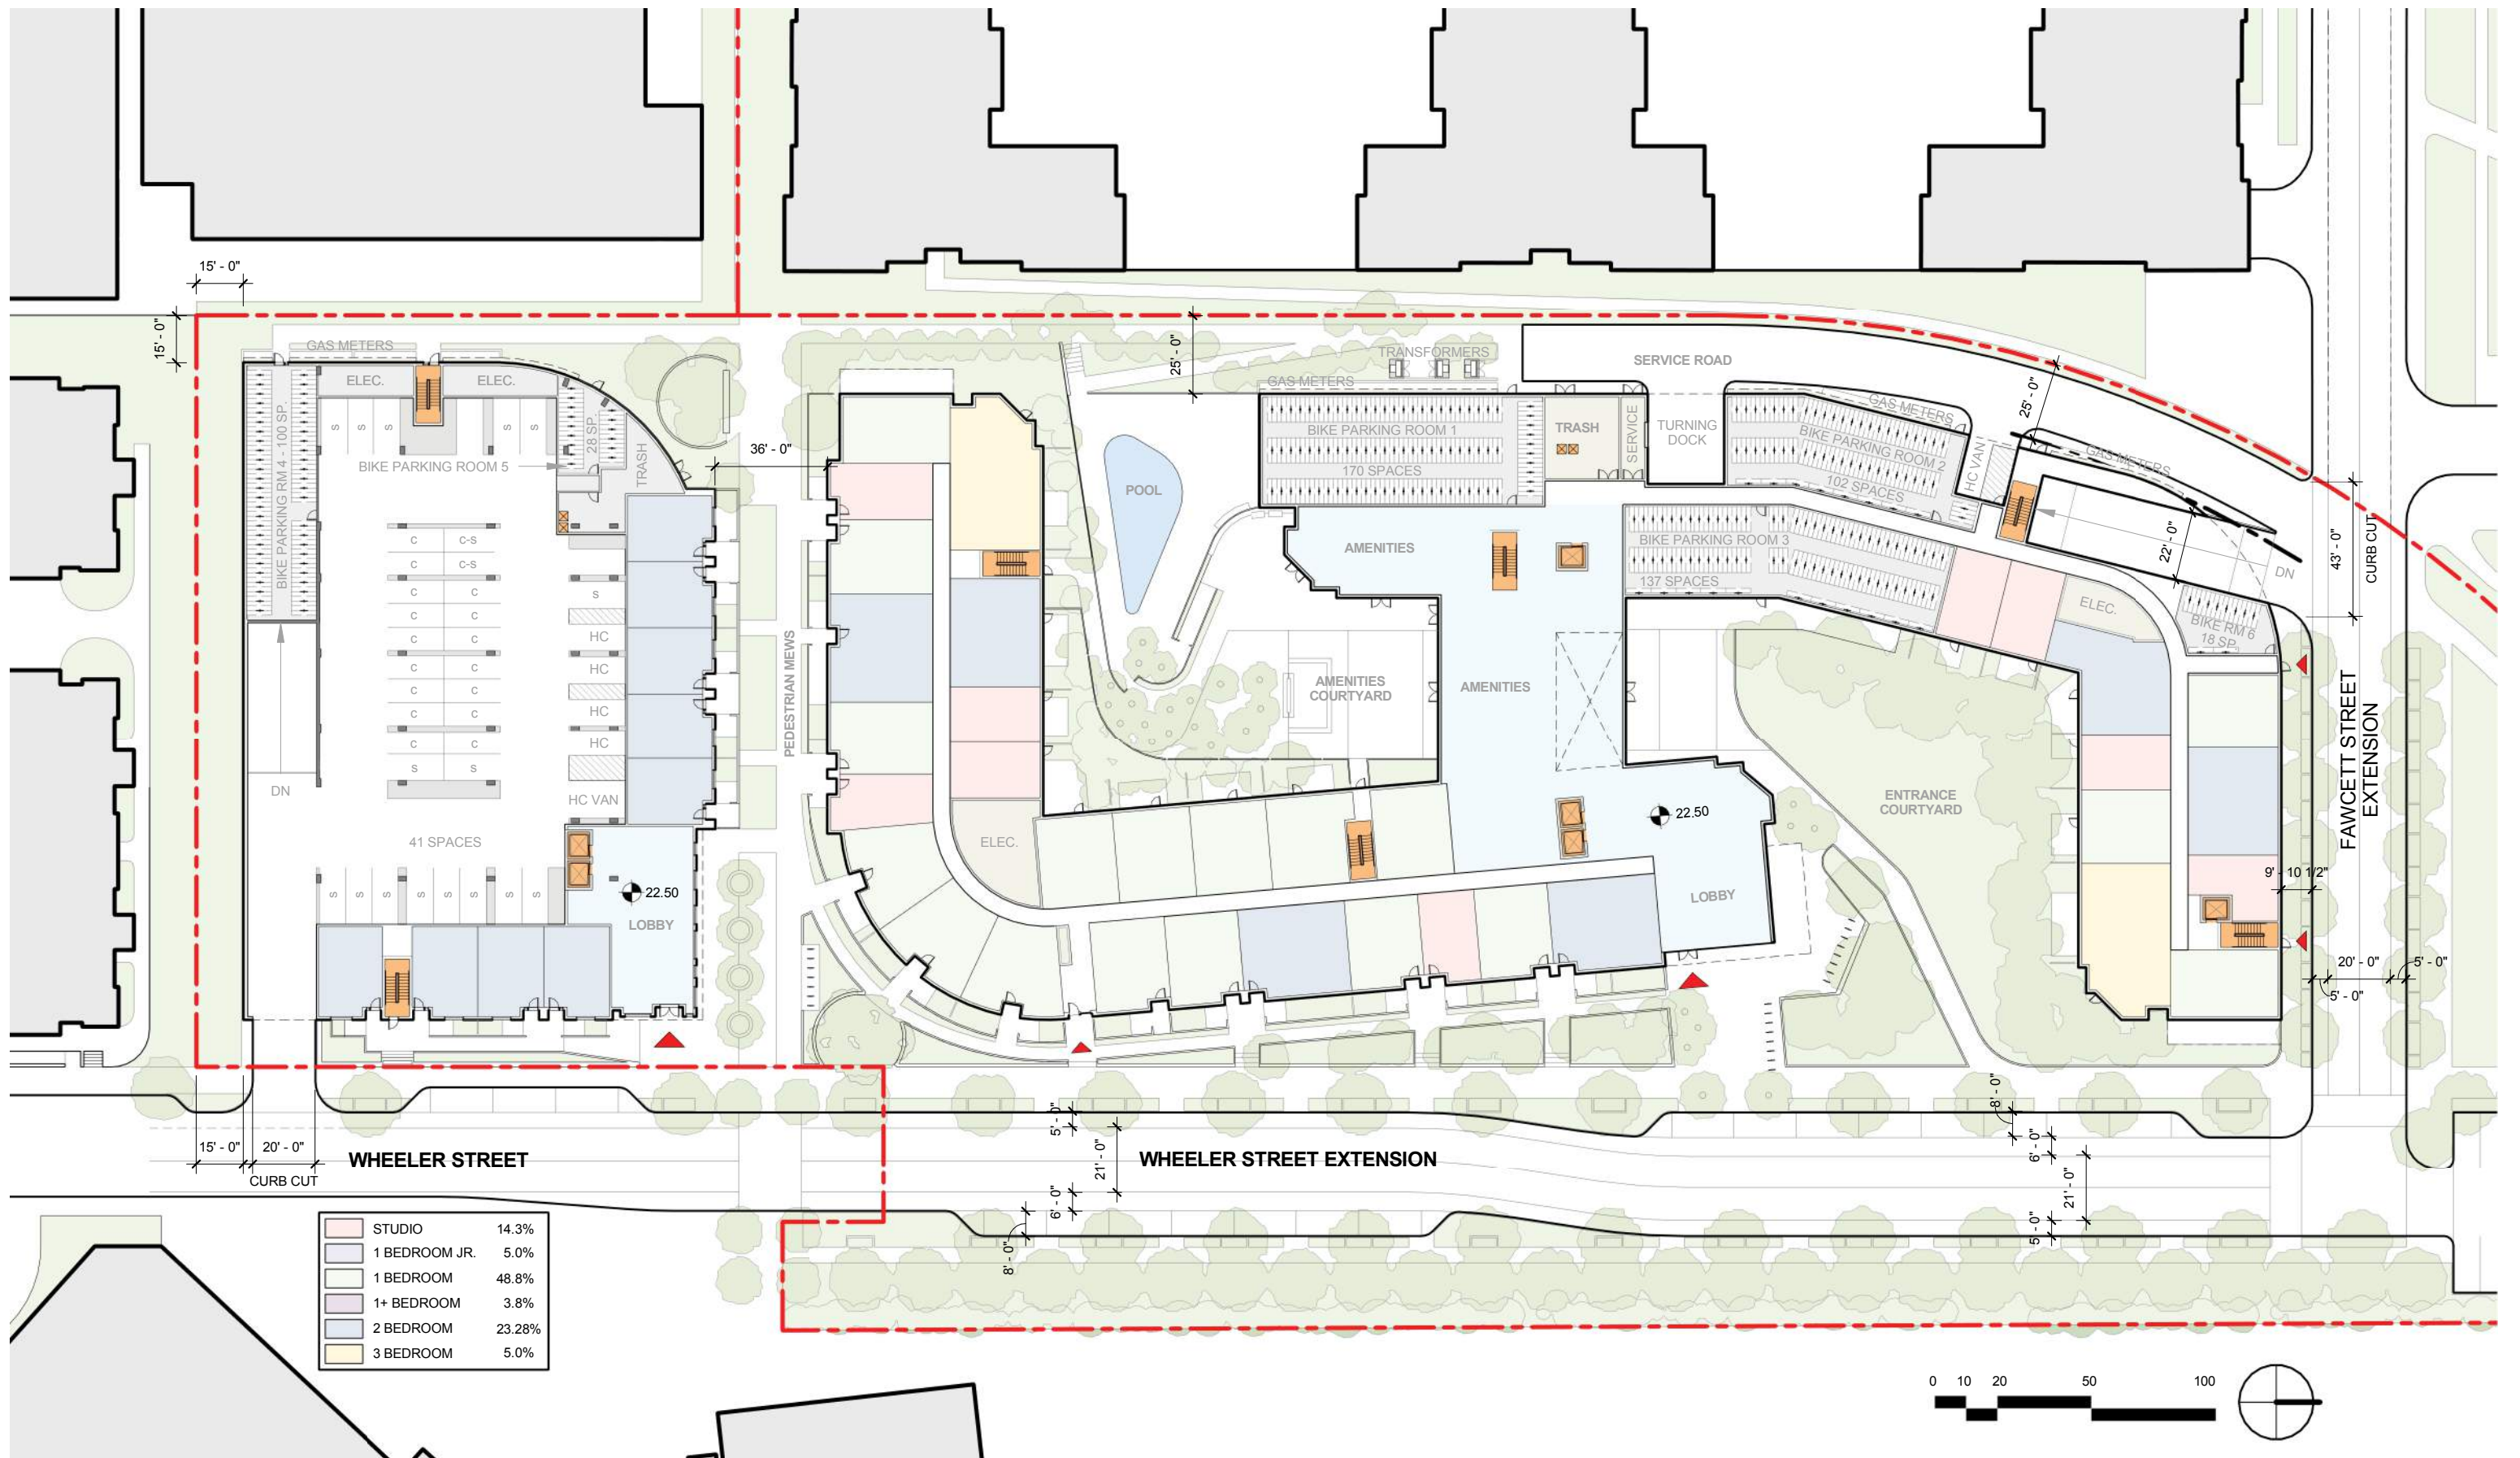 15' - 0"
15' - 0"
GAS METERS
ELEC.
ELEC.
S
S
S
S
S
BIKE PARKING RM 4 - 100 SP.
28 SP.
TRASH
BIKE PARKING ROOM 5
C
C-S
C
C-S
C
C
C
C
C
C
C
C
C
C
C
C
C
C
S
S
S
HC
HC
HC
HC
HC VAN
DN
41 SPACES
S
S
S
S
S
S
S
S
22.50
LOBBY
36' - 0"
PEDESTRIAN MEWS
25' - 0"
TRANSFORMERS
GAS METERS
SERVICE ROAD
BIKE PARKING ROOM 1
170 SPACES
TRASH
SERVICE
TURNING
DOCK
GAS METERS
BIKE PARKING ROOM 2
102 SPACES
HC VAN
25' - 0"
GAS METERS
22' - 0"
DN
43' - 0"
CURB CUT
POOL
AMENITIES
BIKE PARKING ROOM 3
137 SPACES
ELEC.
BIKE RM 6
18 SP.
AMENITIES
COURTYARD
AMENITIES
ELEC.
22.50
LOBBY
ENTRANCE
COURTYARD
FAWCETT STREET
EXTENSION
9' - 10 1/2"
20' - 0"
5' - 0"
5' - 0"
15' - 0"
20' - 0"
CURB CUT
WHEELER STREET
5' - 0"
21' - 0"
6' - 0"
8' - 0"
WHEELER STREET EXTENSION
8' - 0"
6' - 0"
21' - 0"
5' - 0"
STUDIO 14.3%
1 BEDROOM JR. 5.0%
1 BEDROOM 48.8%
1+ BEDROOM 3.8%
2 BEDROOM 23.28%
3 BEDROOM 5.0%
0 10 20 50 100